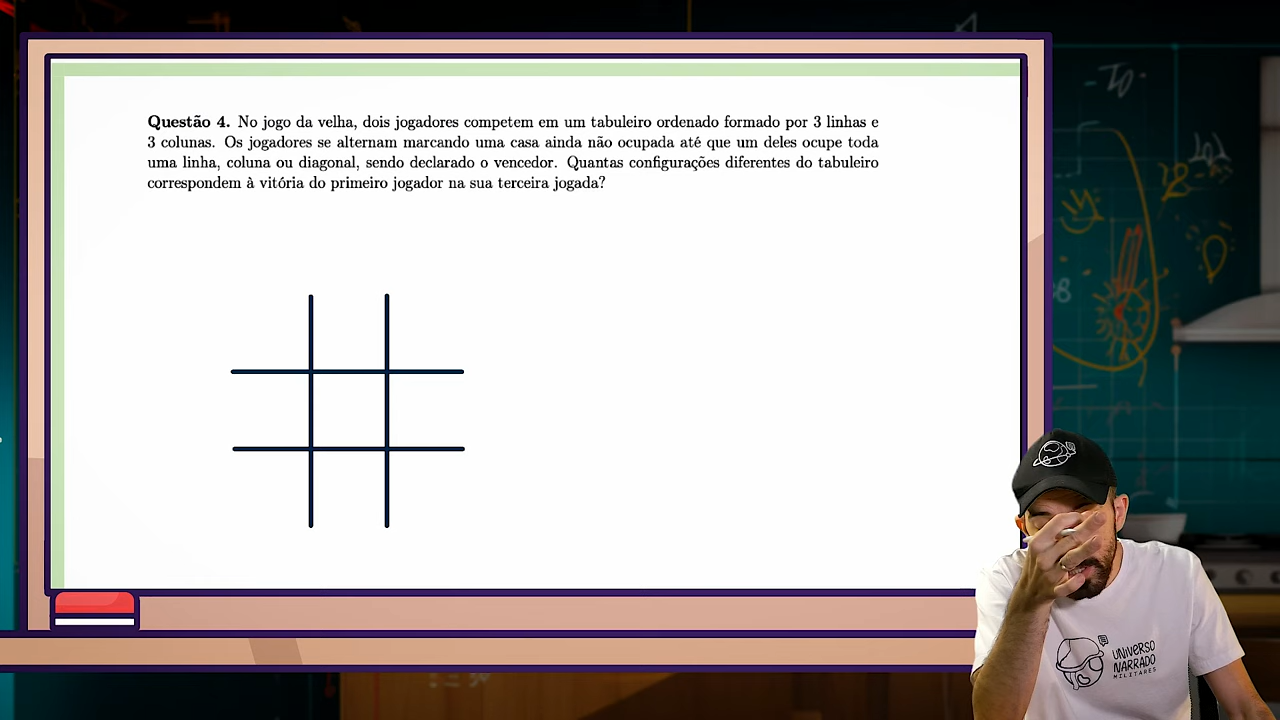 Questão 4. No jogo da velha, dois jogadores competem em um tabuleiro ordenado formado por 3 linhas e
3 colunas. Os jogadores se alternam marcando uma casa ainda não ocupada até que um deles ocupe toda
uma linha, coluna ou diagonal, sendo declarado o vencedor. Quantas configurações diferentes do tabuleiro
correspondem à vitória do primeiro jogador na sua terceira jogada?
UNIVERSO
NARRADO
MILITARES